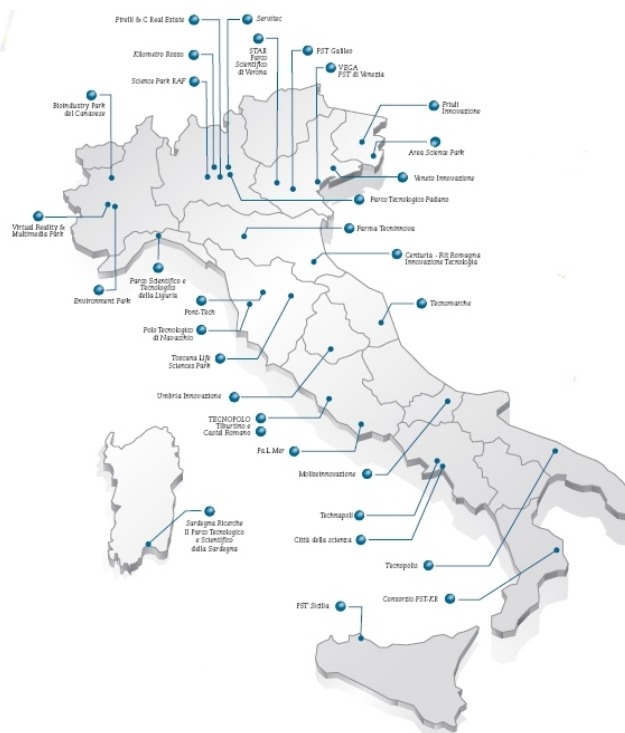 Pirelli & C Real Estate
Servitec
Kilometro Rosso
STAR
Parco
Scientifico
di Verona
PST Galileo
VEGA
PST di Venezia
Science Park RAF
Bioindustry Park
del Canavese
Friuli
Innovazione
Area Science Park
Veneto Innovazione
Parco Tecnologico Padano
Virtual Reality &
Multimedia Park
Parma Tecninnova
Centuria - Rit Romagna
Innovazione Tecnologia
Parco Scientifico e
Tecnologico
della Liguria
Environment Park
Pont-Tech
Tecnomarche
Polo Tecnologico
di Navacchio
Toscana Life
Sciences Park
Umbria Innovazione
TECNOPOLO
Tiburtino e
Castel Romano
Pa.L.Mer
Moliseinnovazione
Technapoli
Sardegna Ricerche
Il Parco Tecnologico
e Scientifico
della Sardegna
Città della scienza
Tecnopolis
Consorzio PST-KR
PST Sicilia